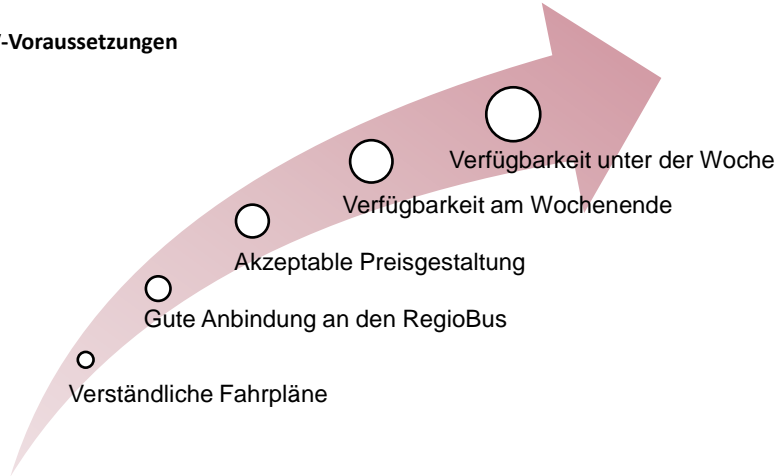 -Voraussetzungen
Verfügbarkeit unter der Woche
Verfügbarkeit am Wochenende
Akzeptable Preisgestaltung
Gute Anbindung an den RegioBus
Verständliche Fahrpläne